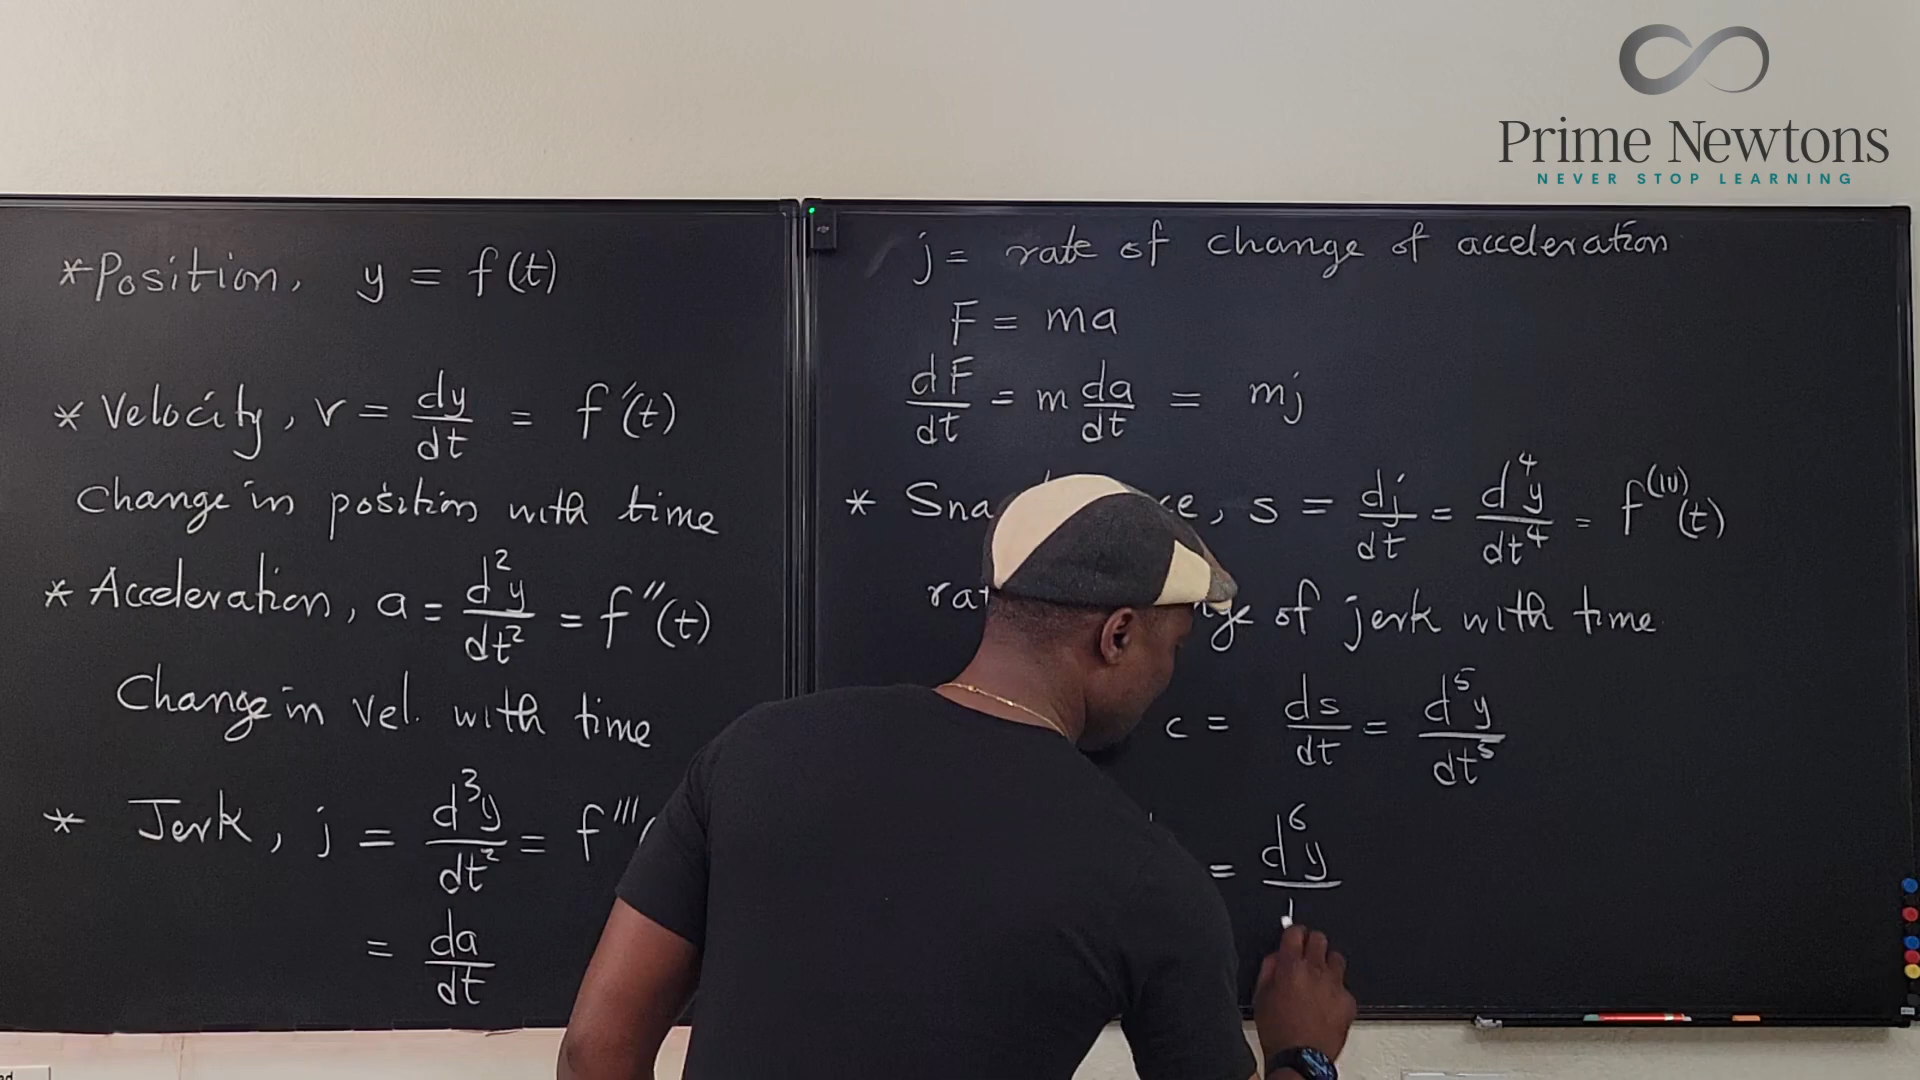 Prime Newtons
NEVER STOP LEARNING
*Position, y = f(t)
* Velocity, v = dy/dt = f'(t)
Change in position with time
* Acceleration, a = d²y/dt² = f''(t)
Change in vel. with time
* Jerk, j = d³y/dt² = f'''(
= da/dt
j = rate of change of acceleration
F = ma
dF/dt = m da/dt = mj
* , s = dj/dt = d⁴y/dt⁴ = f⁽ⁱᵛ⁾(t)
of jerk with time
c = ds/dt = d⁵y/dt⁵
= d⁶y